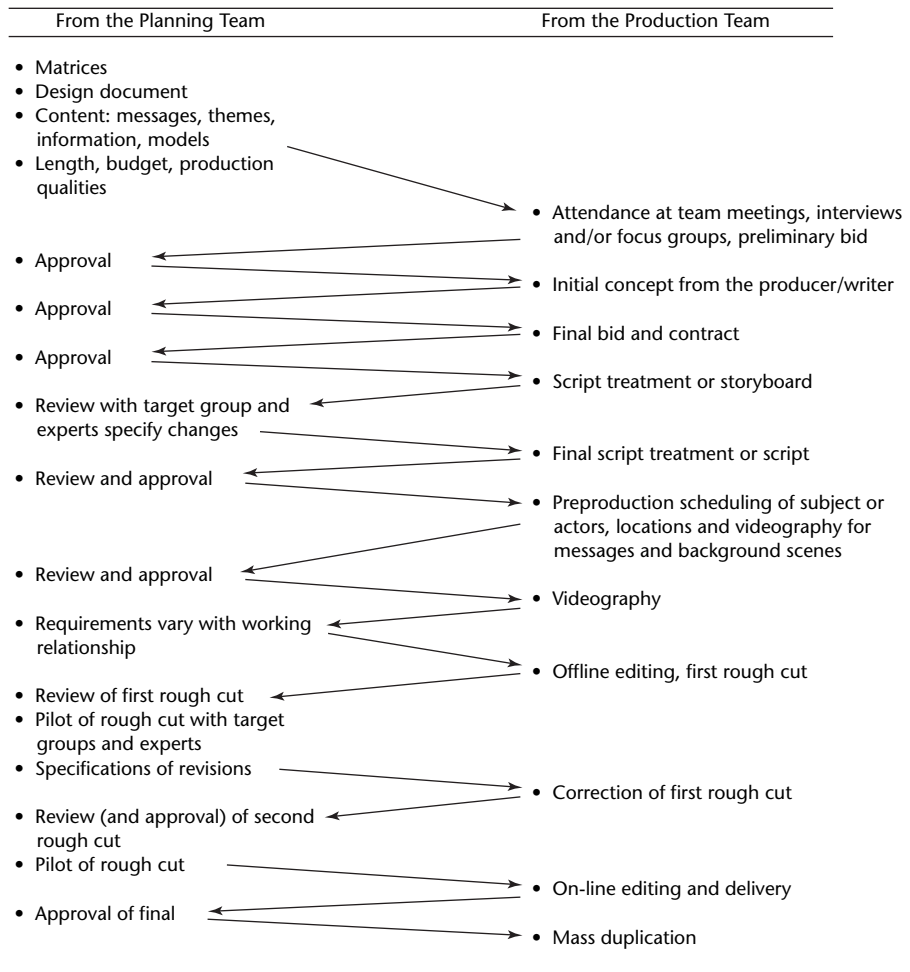 From the Planning Team
From the Production Team
• Matrices
• Design document
• Content: messages, themes,
information, models
• Length, budget, production
qualities
• Attendance at team meetings, interviews
and/or focus groups, preliminary bid
• Approval
• Initial concept from the producer/writer
• Approval
• Final bid and contract
• Approval
• Script treatment or storyboard
• Review with target group and
experts specify changes
• Final script treatment or script
• Review and approval
• Preproduction scheduling of subject or
actors, locations and videography for
messages and background scenes
• Review and approval
• Videography
• Requirements vary with working
relationship
• Offline editing, first rough cut
• Review of first rough cut
• Pilot of rough cut with target
groups and experts
• Specifications of revisions
• Correction of first rough cut
• Review (and approval) of second
rough cut
• Pilot of rough cut
• On-line editing and delivery
• Approval of final
• Mass duplication